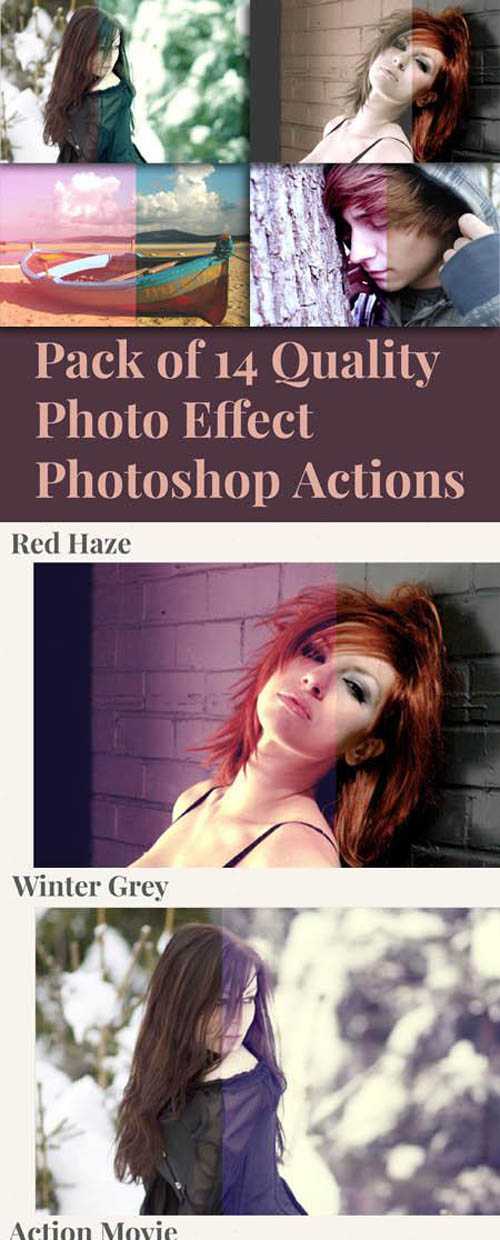 Pack of 14 Quality
Photo Effect
Photoshop Actions
Red Haze
Winter Grey
Action Movie